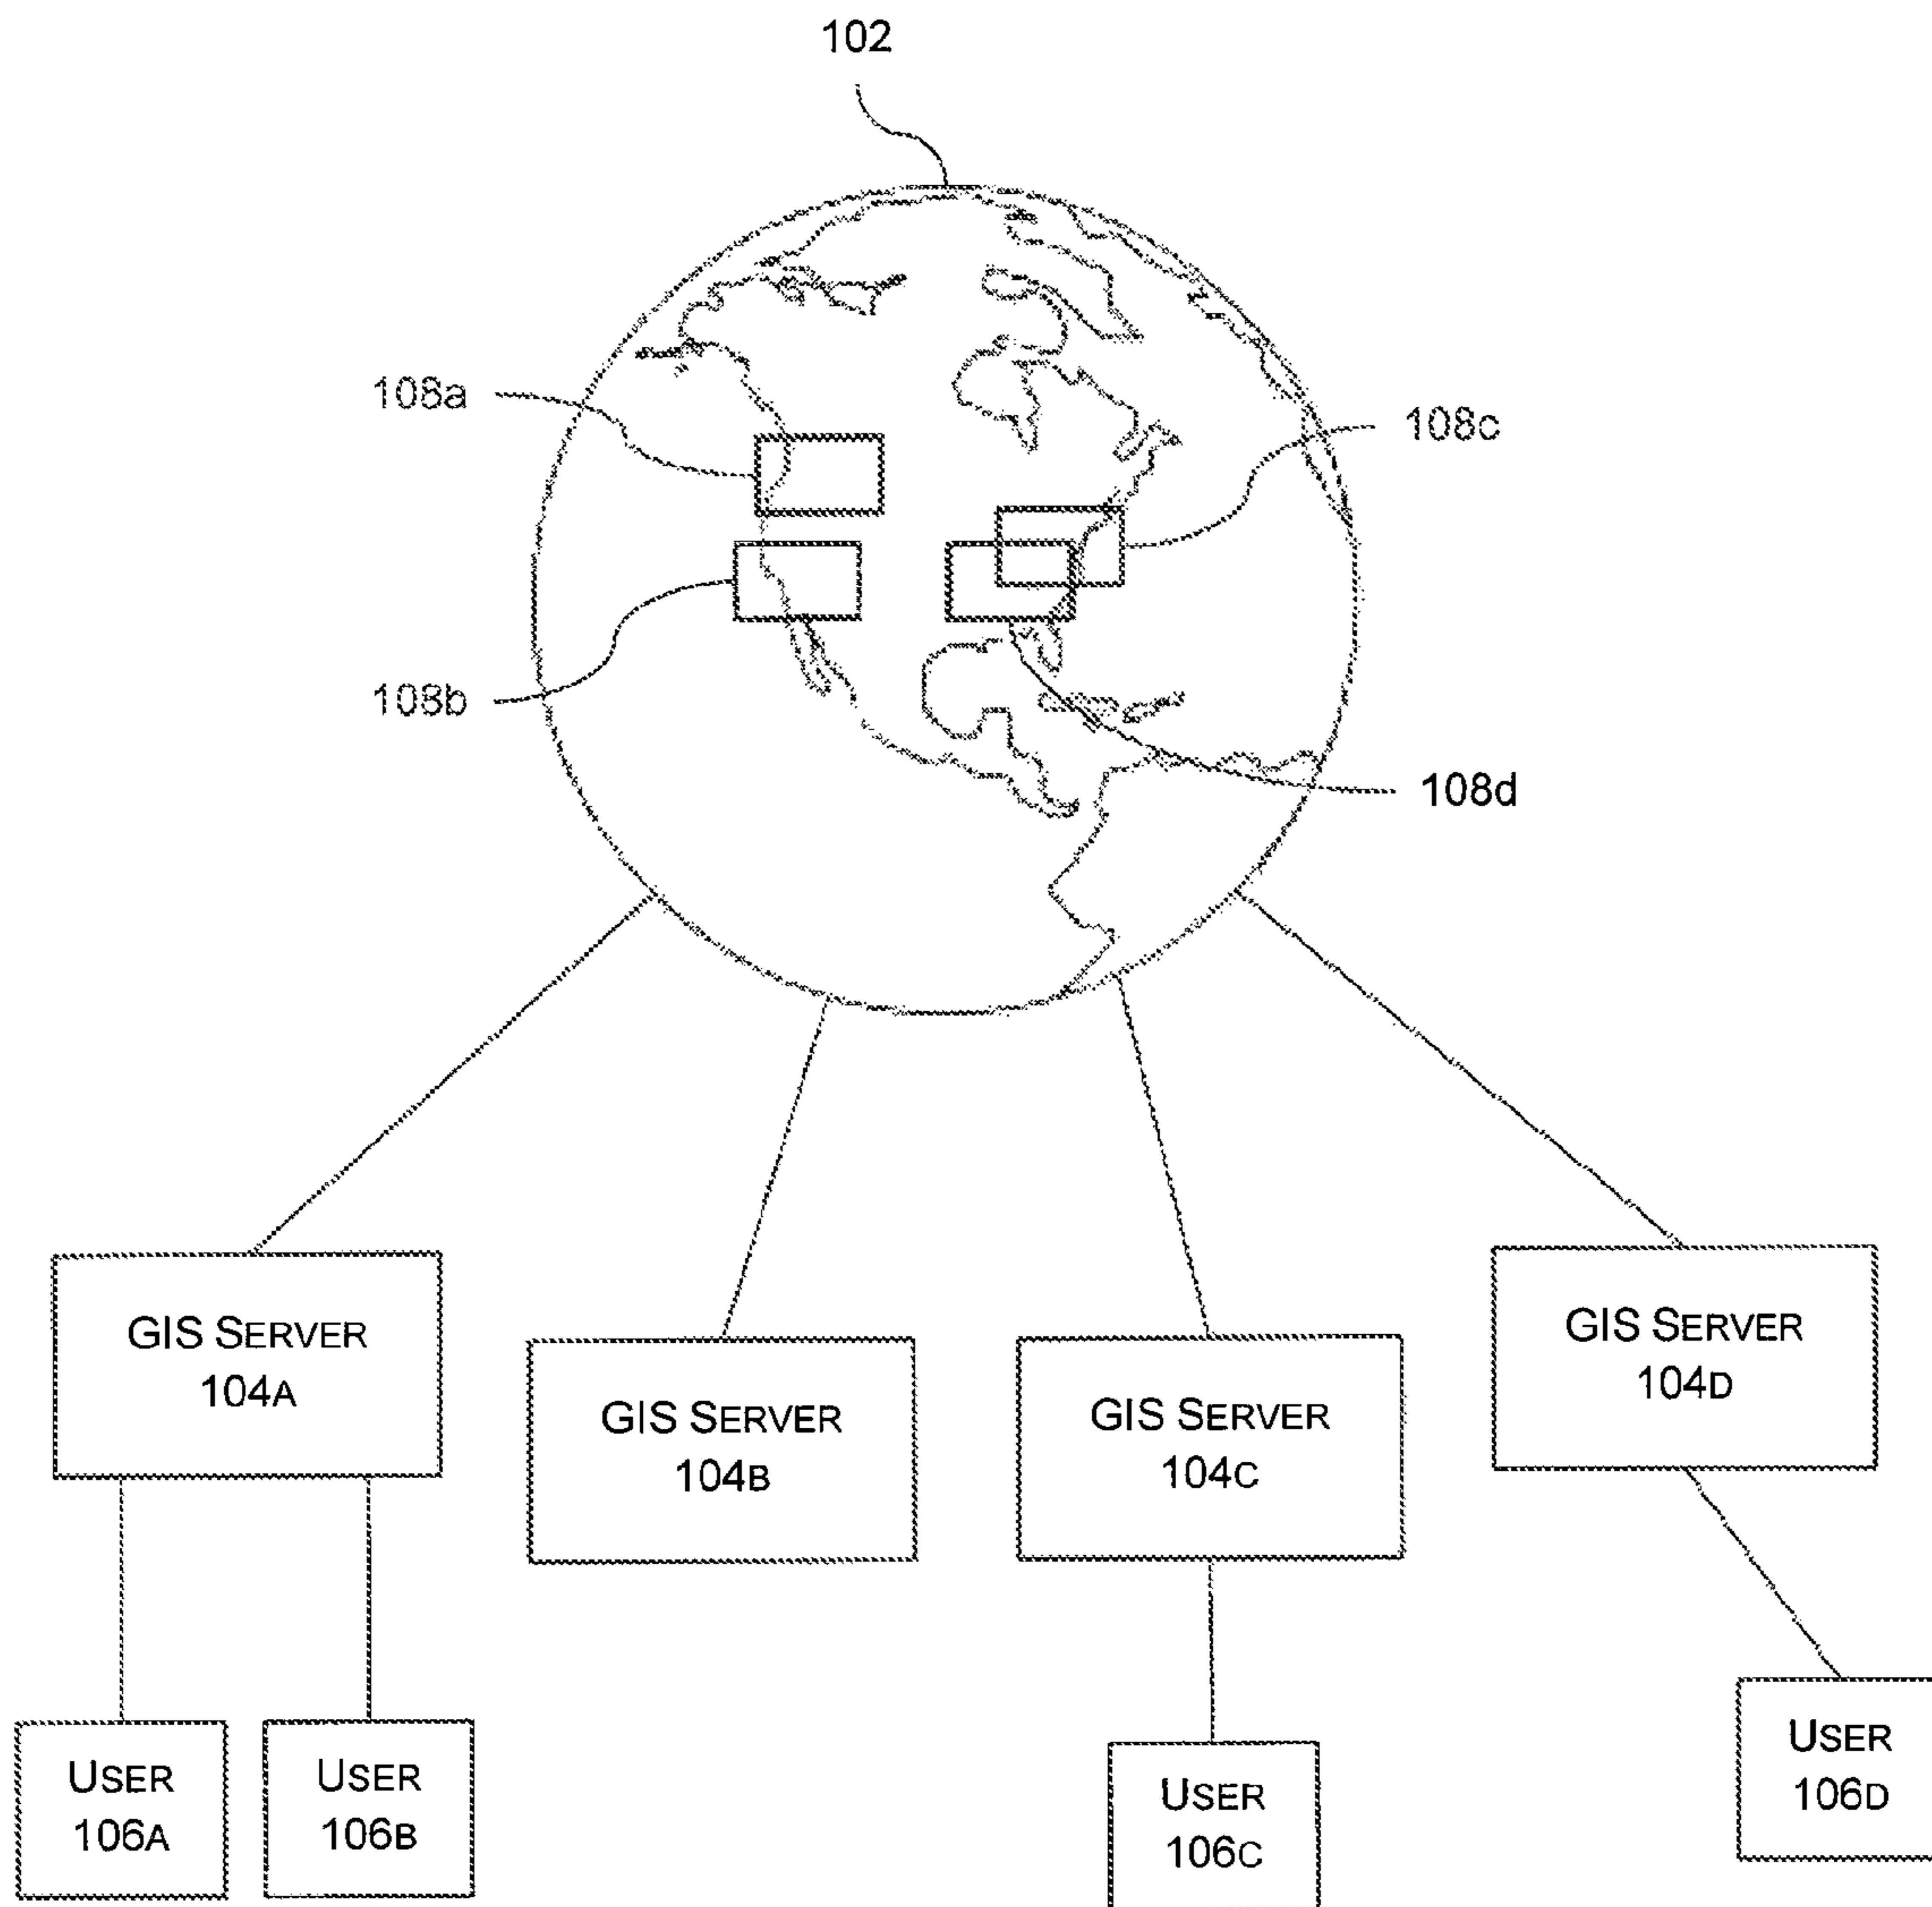 102
108a
108c
108b
108d
GIS SERVER
104A
GIS SERVER
104B
GIS SERVER
104C
GIS SERVER
104D
USER
106A
USER
106B
USER
106C
USER
106D